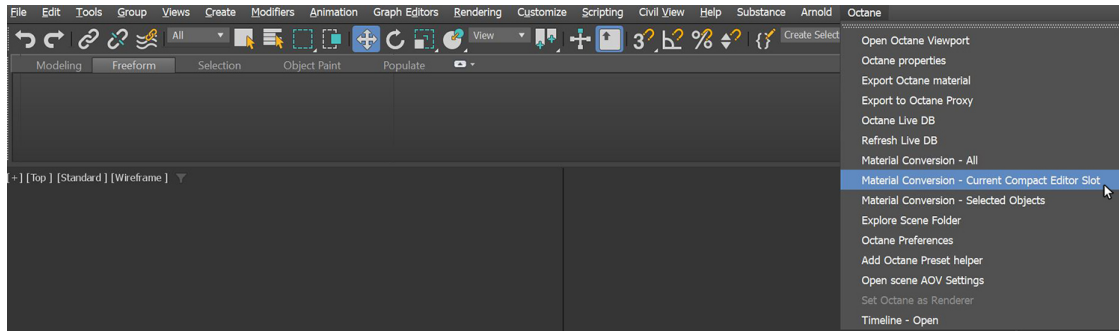 File Edit Tools Group Views Create Modifiers Animation Graph Editors Rendering Customize Scripting Civil View Help Substance Arnold Octane
All View Create Select
Modeling Freeform Selection Object Paint Populate
[+] [Top ] [Standard ] [Wireframe ]
Open Octane Viewport
Octane properties
Export Octane material
Export to Octane Proxy
Octane Live DB
Refresh Live DB
Material Conversion - All
Material Conversion - Current Compact Editor Slot
Material Conversion - Selected Objects
Explore Scene Folder
Octane Preferences
Add Octane Preset helper
Open scene AOV Settings
Set Octane as Renderer
Timeline - Open